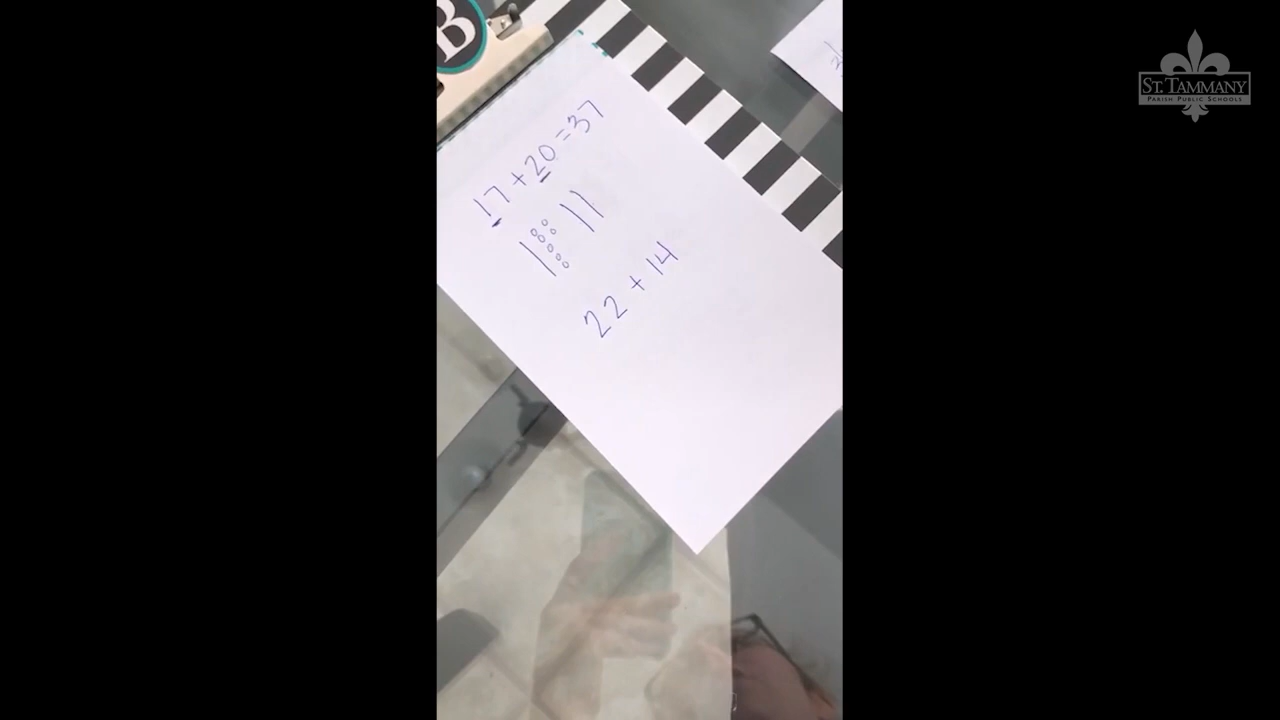 B
17 + 20 = 37
22 + 14
ST. TAMMANY
PARISH PUBLIC SCHOOLS